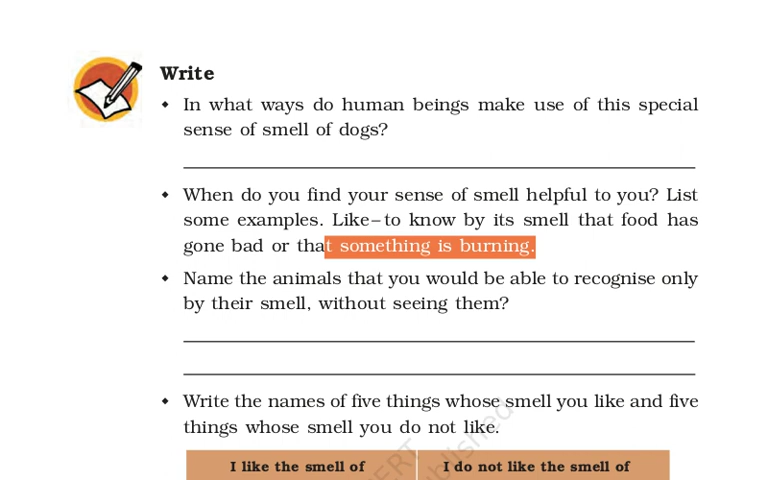 Write
◆ In what ways do human beings make use of this special
sense of smell of dogs?
◆ When do you find your sense of smell helpful to you? List
some examples. Like–to know by its smell that food has
gone bad or that something is burning.
◆ Name the animals that you would be able to recognise only
by their smell, without seeing them?
◆ Write the names of five things whose smell you like and five
things whose smell you do not like.
I like the smell of
I do not like the smell of